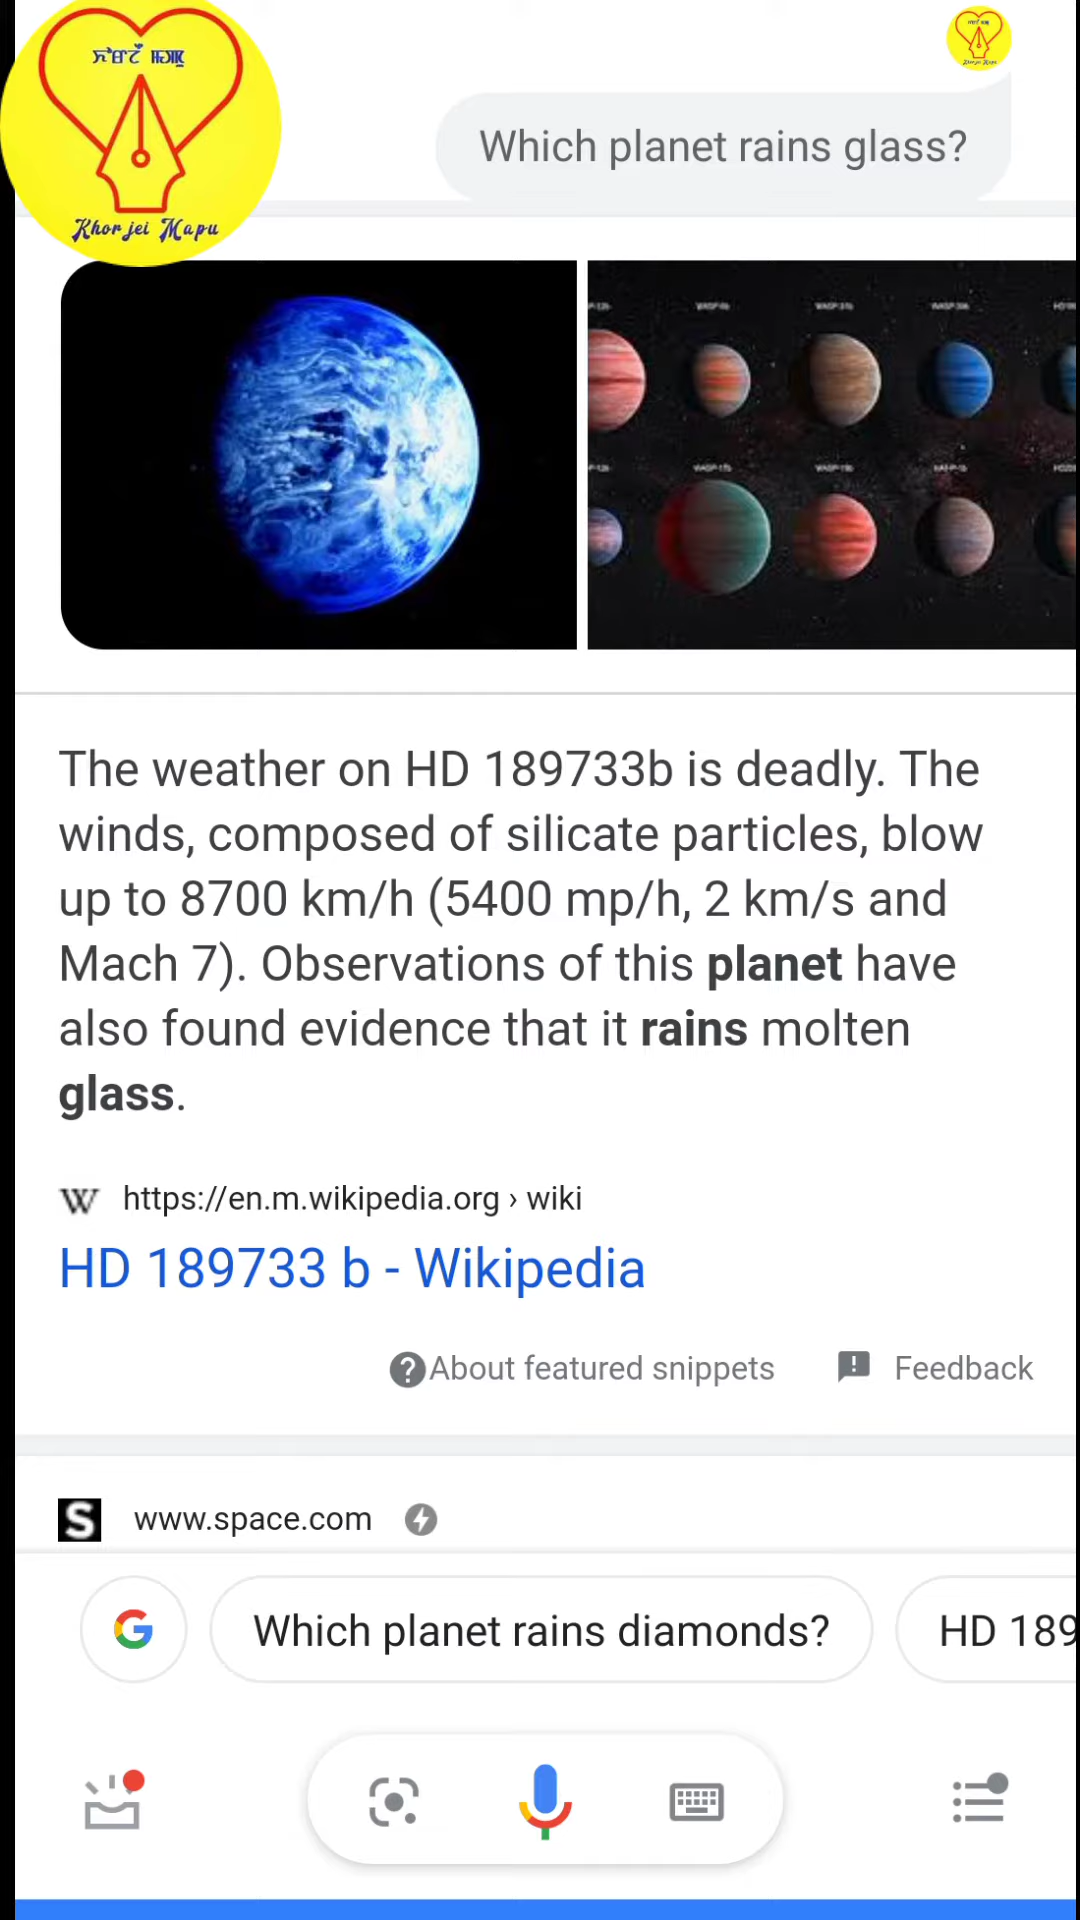 Khorjei Mapu
Which planet rains glass?
The weather on HD 189733b is deadly. The
winds, composed of silicate particles, blow
up to 8700 km/h (5400 mp/h, 2 km/s and
Mach 7). Observations of this planet have
also found evidence that it rains molten
glass.
W https://en.m.wikipedia.org › wiki
HD 189733 b - Wikipedia
About featured snippets
Feedback
S www.space.com
Which planet rains diamonds?
HD 189